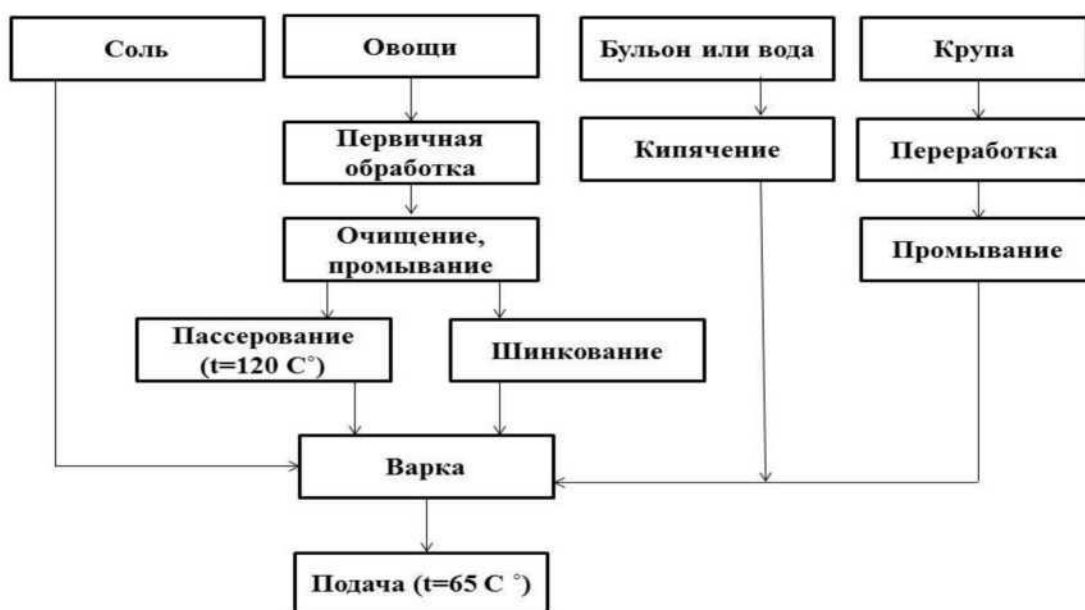 Соль
Овощи
Бульон или вода
Крупа
Первичная
обработка
Кипячение
Переработка
Очищение,
промывание
Промывание
Пассерование
(t=120 C˚)
Шинкование
Варка
Подача (t=65 C ˚)